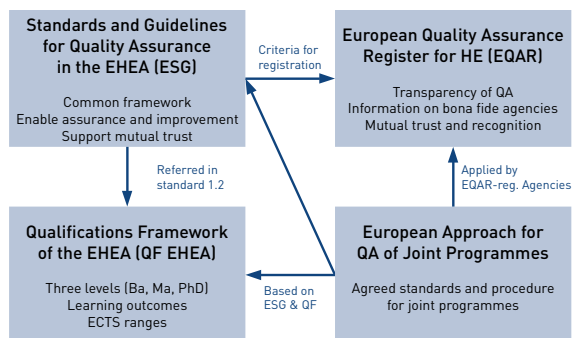 Standards and Guidelines
for Quality Assurance
in the EHEA (ESG)
Common framework
Enable assurance and improvement
Support mutual trust
Criteria for
registration
European Quality Assurance
Register for HE (EQAR)
Transparency of QA
Information on bona fide agencies
Mutual trust and recognition
Referred in
standard 1.2
Applied by
EQAR-reg. Agencies
Qualifications Framework
of the EHEA (QF EHEA)
Three levels (Ba, Ma, PhD)
Learning outcomes
ECTS ranges
Based on
ESG & QF
European Approach for
QA of Joint Programmes
Agreed standards and procedure
for joint programmes